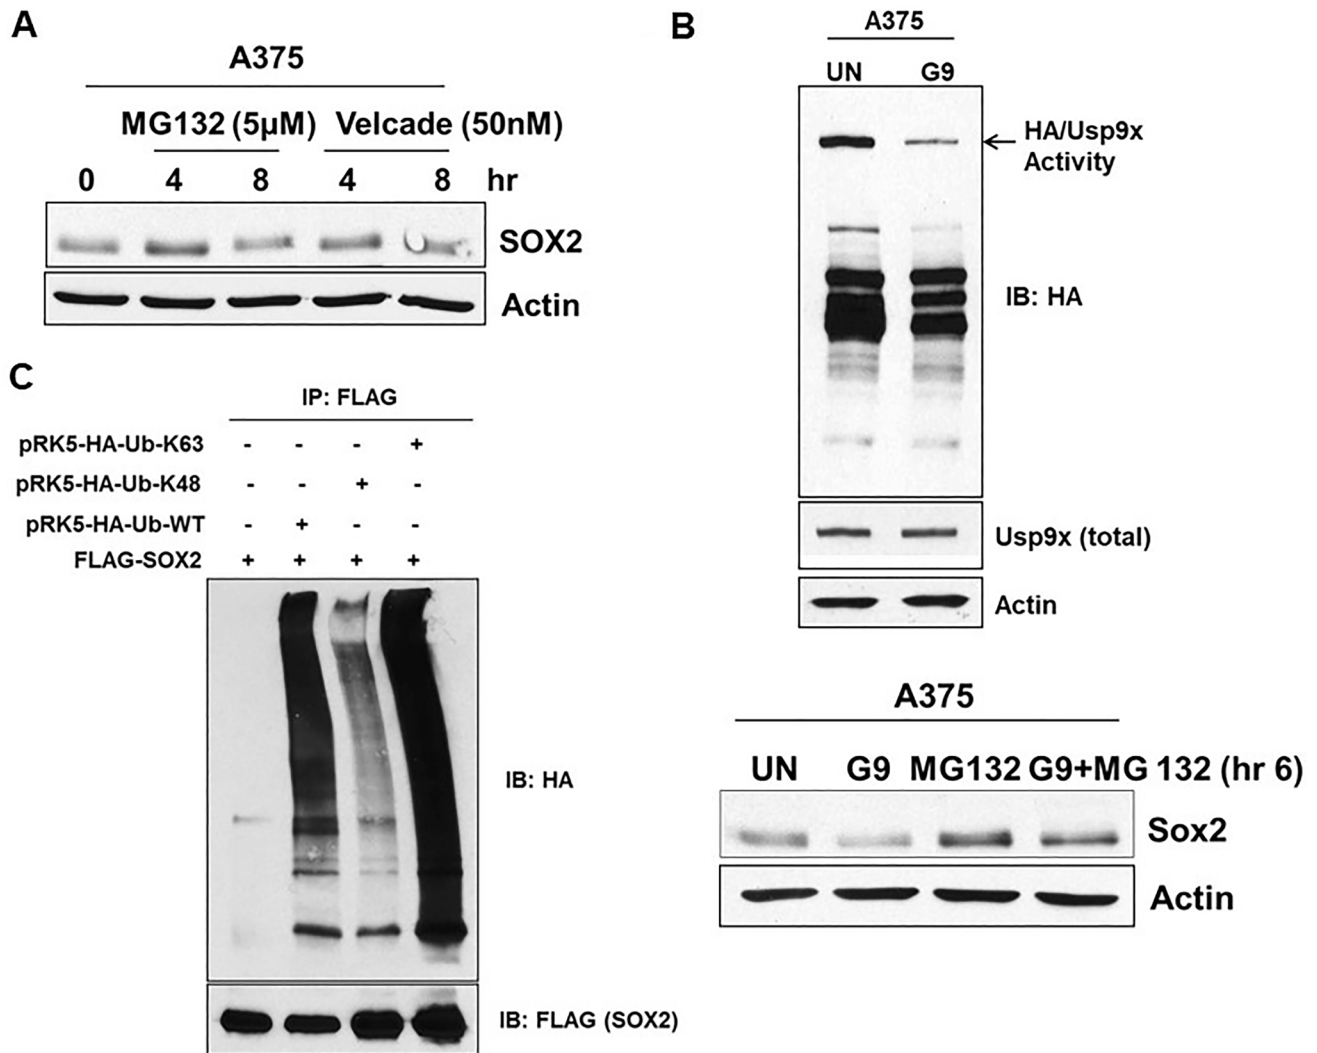 A
A375
MG132 (5µM) Velcade (50nM)
0 4 8 4 8 hr
SOX2
Actin
B
A375
UN G9
HA/Usp9x
Activity
IB: HA
Usp9x (total)
Actin
A375
UN G9 MG132 G9+MG 132 (hr 6)
Sox2
Actin
C
IP: FLAG
pRK5-HA-Ub-K63 - - - +
pRK5-HA-Ub-K48 - - + -
pRK5-HA-Ub-WT - + - -
FLAG-SOX2 + + + +
IB: HA
IB: FLAG (SOX2)